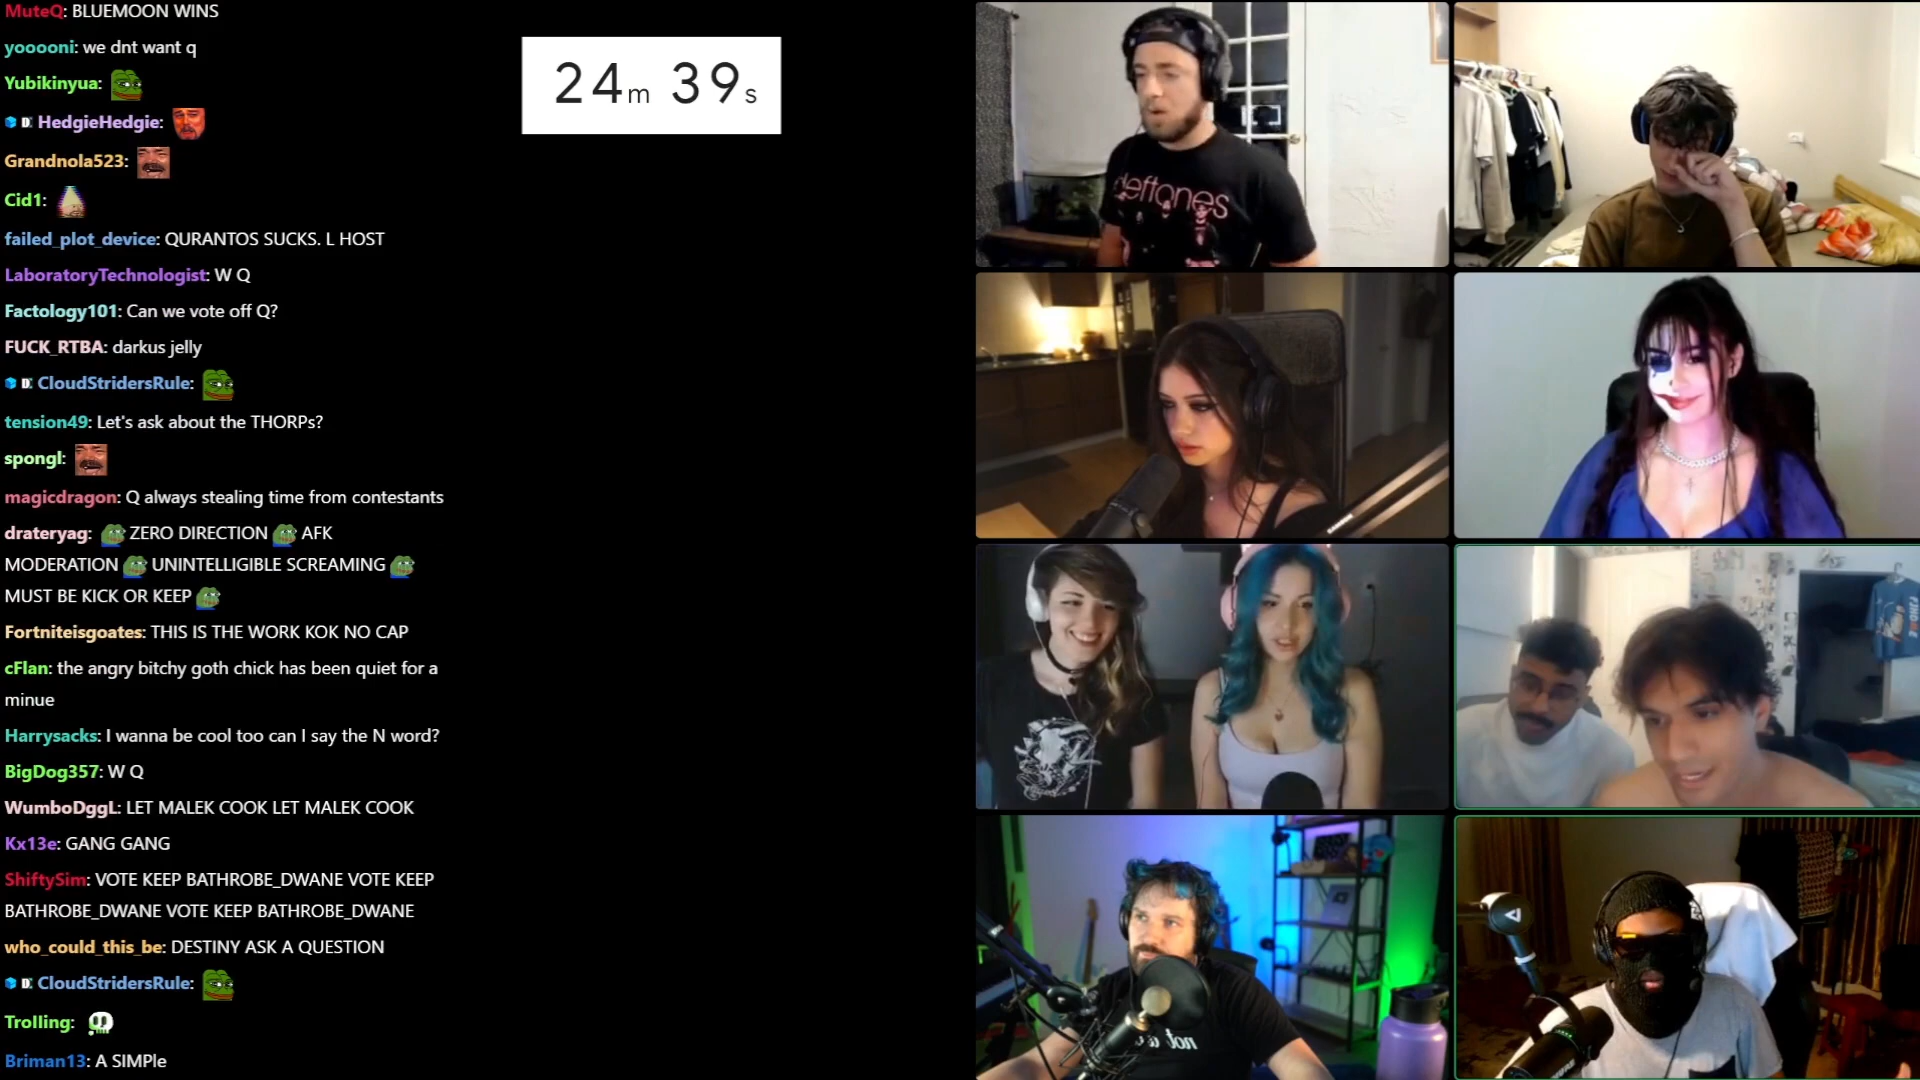 MuteQ: BLUEMOON WINS
yooooni: we dnt want q
Yubikinyua:
HedgieHedgie:
Grandnola523:
Cid1:
failed_plot_device: QURANTOS SUCKS. L HOST
LaboratoryTechnologist: W Q
Factology101: Can we vote off Q?
FUCK_RTBA: darkus jelly
CloudStridersRule:
tension49: Let's ask about the THORPs?
spongl:
magicdragon: Q always stealing time from contestants
drateryag: ZERO DIRECTION AFK
MODERATION UNINTELLIGIBLE SCREAMING
MUST BE KICK OR KEEP
Fortniteisgoates: THIS IS THE WORK KOK NO CAP
cFlan: the angry bitchy goth chick has been quiet for a
minue
Harrysacks: I wanna be cool too can I say the N word?
BigDog357: W Q
WumboDggL: LET MALEK COOK LET MALEK COOK
Kx13e: GANG GANG
ShiftySim: VOTE KEEP BATHROBE_DWANE VOTE KEEP
BATHROBE_DWANE VOTE KEEP BATHROBE_DWANE
who_could_this_be: DESTINY ASK A QUESTION
CloudStridersRule:
Trolling:
Briman13: A SIMPle
24m 39s
deftones